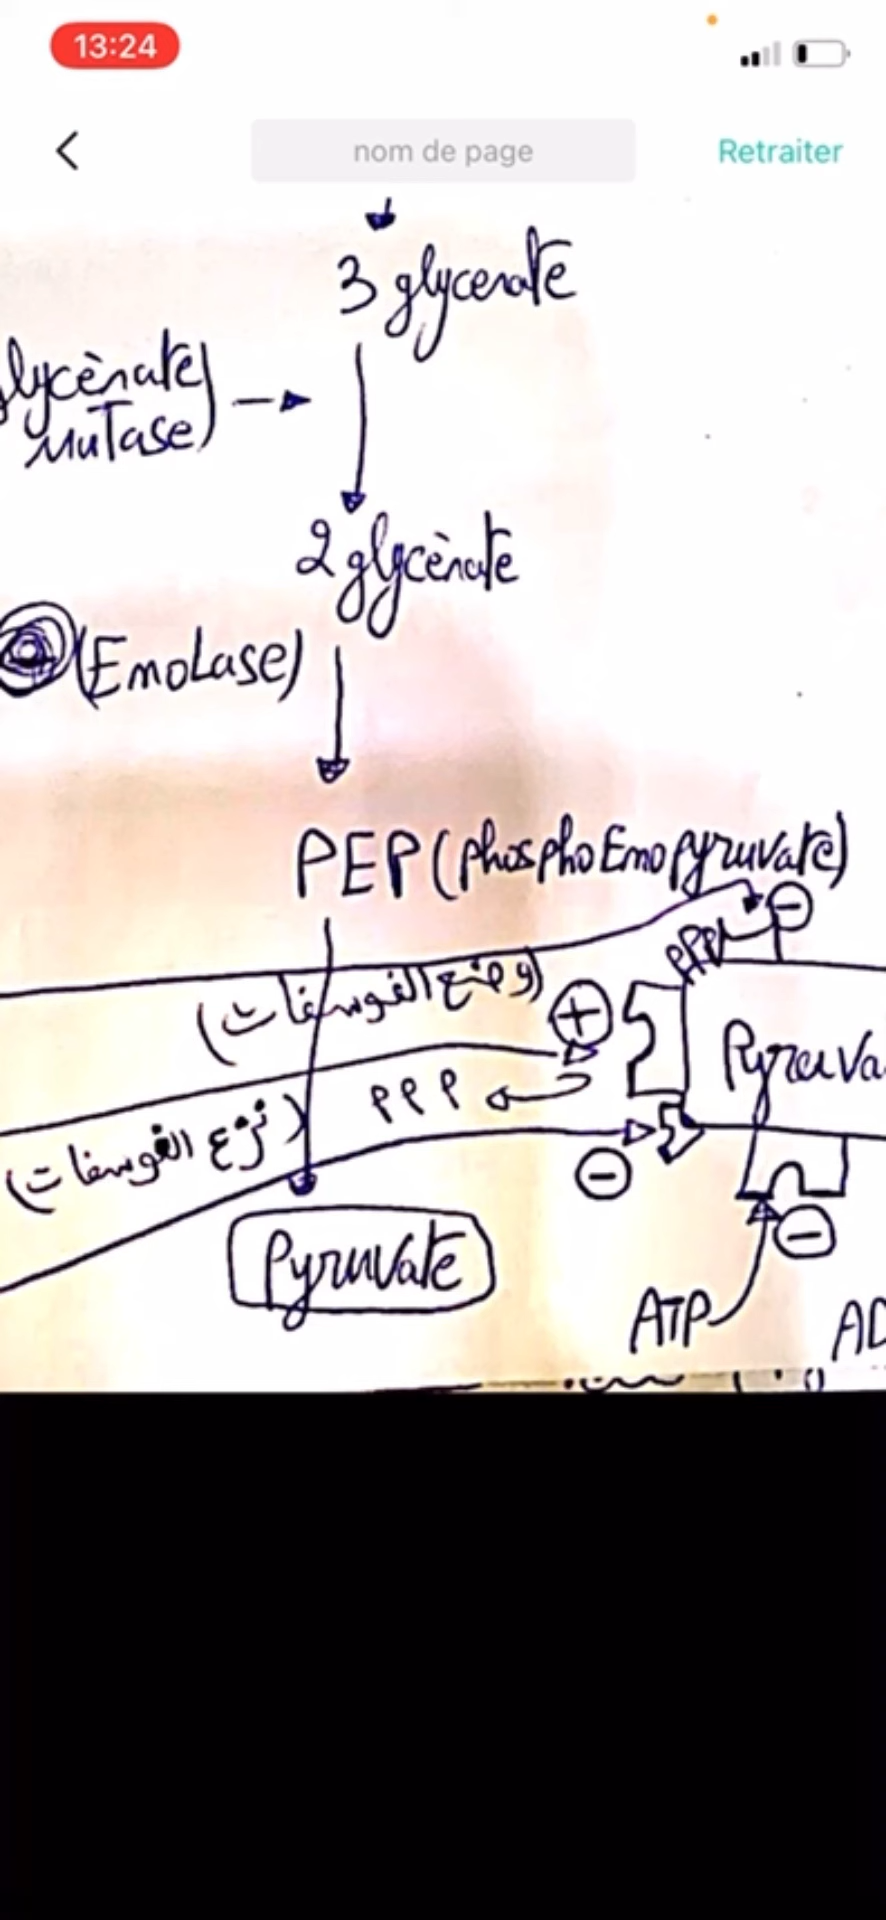 13:24
nom de page
Retraiter
3 glycerate
lycèrate
mutase)
2 glycèrate
(EnoLase)
PEP (phosphoEnopyruvate)
PPP
(وضع الفوسفات)
Pyruva
PPP
(نزع الفوسفات)
Pyruvate
ATP
AD